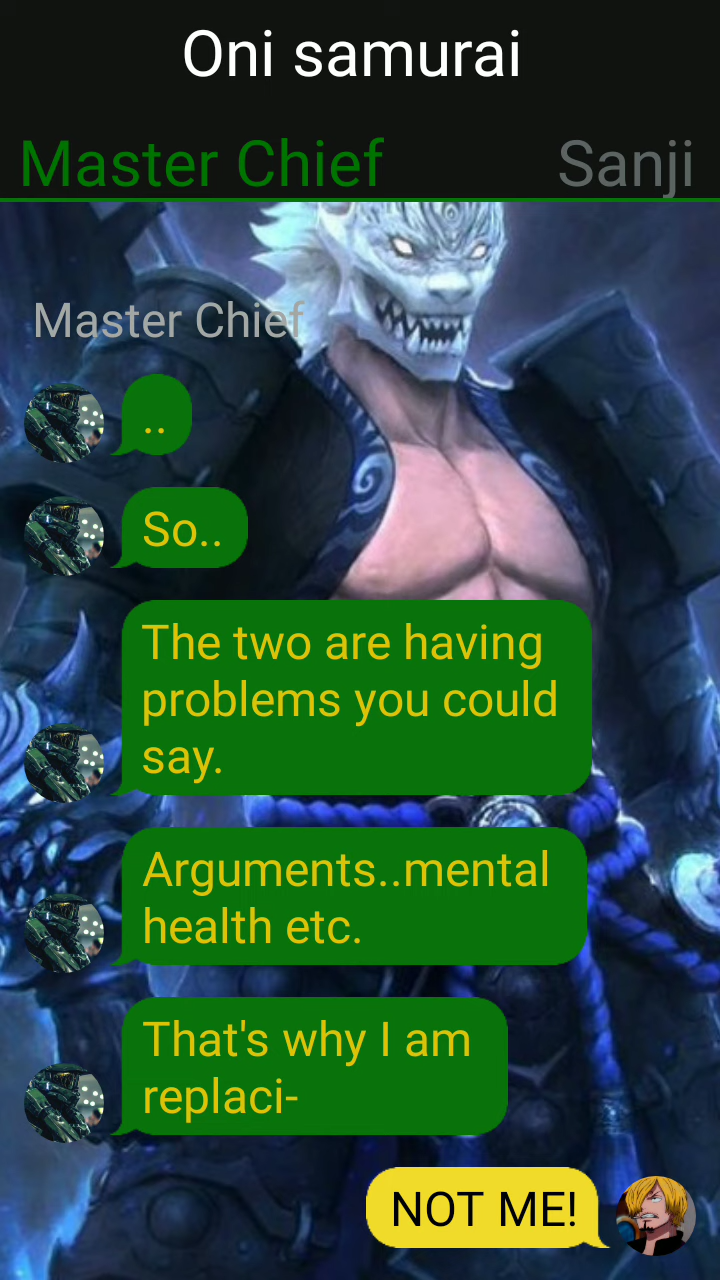 Oni samurai
Master Chief
Sanji
Master Chief
..
So..
The two are having
problems you could
say.
Arguments..mental
health etc.
That's why I am
replaci-
NOT ME!